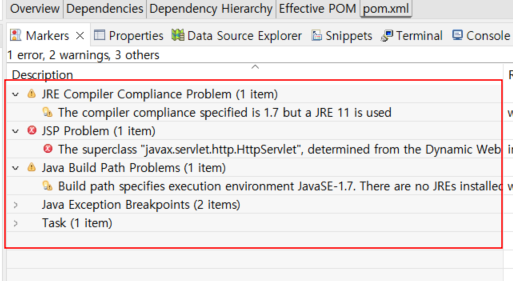 Overview Dependencies Dependency Hierarchy Effective POM pom.xml
Markers Properties Data Source Explorer Snippets Terminal Console
1 error, 2 warnings, 3 others
Description
JRE Compiler Compliance Problem (1 item)
The compiler compliance specified is 1.7 but a JRE 11 is used
JSP Problem (1 item)
The superclass "javax.servlet.http.HttpServlet", determined from the Dynamic Web
Java Build Path Problems (1 item)
Build path specifies execution environment JavaSE-1.7. There are no JREs installed
Java Exception Breakpoints (2 items)
Task (1 item)